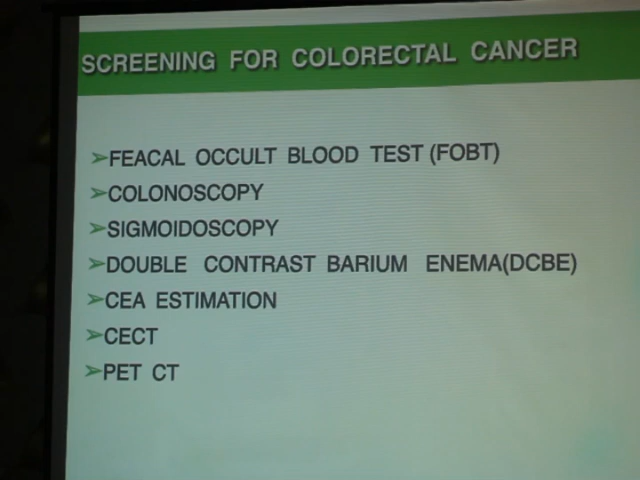 SCREENING FOR COLORECTAL CANCER
➢FEACAL OCCULT BLOOD TEST (FOBT)
➢COLONOSCOPY
➢SIGMOIDOSCOPY
➢DOUBLE CONTRAST BARIUM ENEMA(DCBE)
➢CEA ESTIMATION
➢CECT
➢PET CT